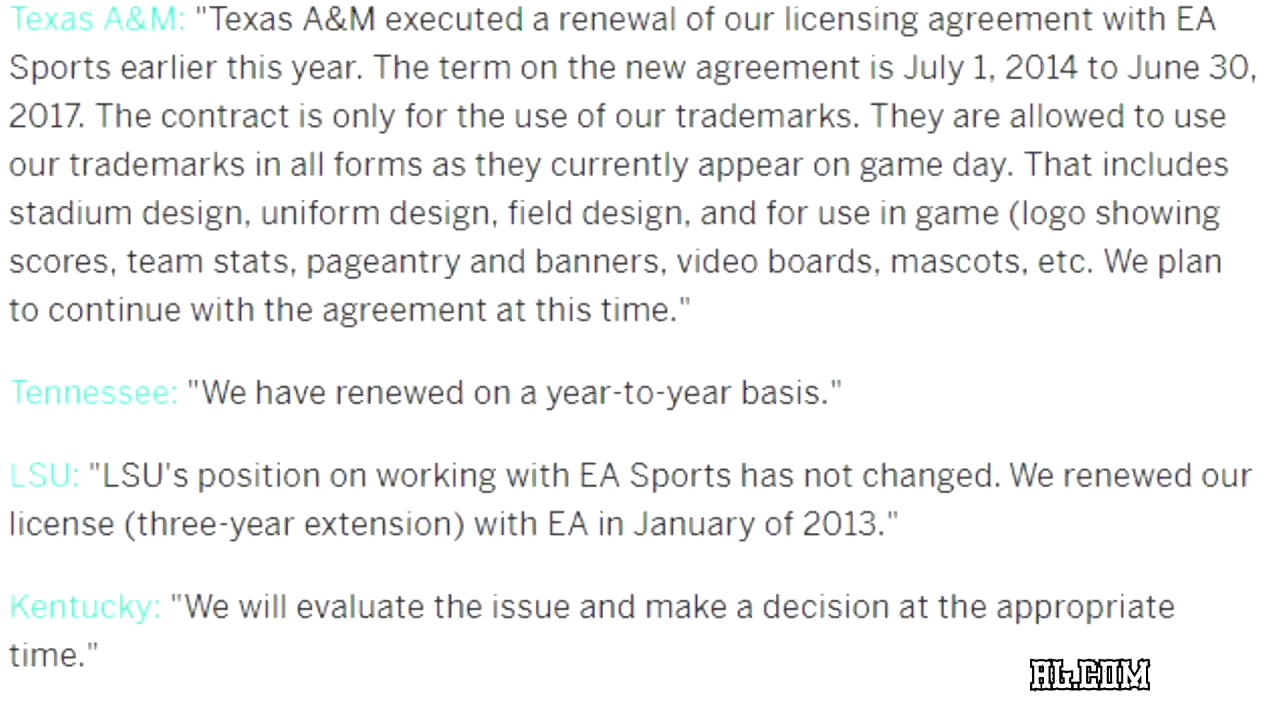 Texas A&M: "Texas A&M executed a renewal of our licensing agreement with EA
Sports earlier this year. The term on the new agreement is July 1, 2014 to June 30,
2017. The contract is only for the use of our trademarks. They are allowed to use
our trademarks in all forms as they currently appear on game day. That includes
stadium design, uniform design, field design, and for use in game (logo showing
scores, team stats, pageantry and banners, video boards, mascots, etc. We plan
to continue with the agreement at this time."
Tennessee: "We have renewed on a year-to-year basis."
LSU: "LSU's position on working with EA Sports has not changed. We renewed our
license (three-year extension) with EA in January of 2013."
Kentucky: "We will evaluate the issue and make a decision at the appropriate
time."
AL.COM